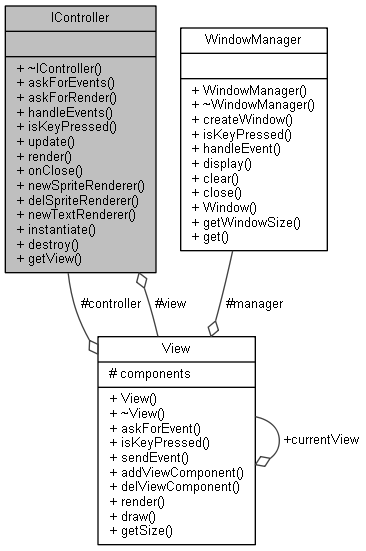 IController
+ ~IController()
+ askForEvents()
+ askForRender()
+ handleEvents()
+ isKeyPressed()
+ update()
+ render()
+ onClose()
+ newSpriteRenderer()
+ delSpriteRenderer()
+ newTextRenderer()
+ instantiate()
+ destroy()
+ getView()
WindowManager
+ WindowManager()
+ ~WindowManager()
+ createWindow()
+ isKeyPressed()
+ handleEvent()
+ display()
+ clear()
+ close()
+ Window()
+ getWindowSize()
+ get()
#controller
#view
#manager
View
# components
+ View()
+ ~View()
+ askForEvent()
+ isKeyPressed()
+ sendEvent()
+ addViewComponent()
+ delViewComponent()
+ render()
+ draw()
+ getSize()
+currentView